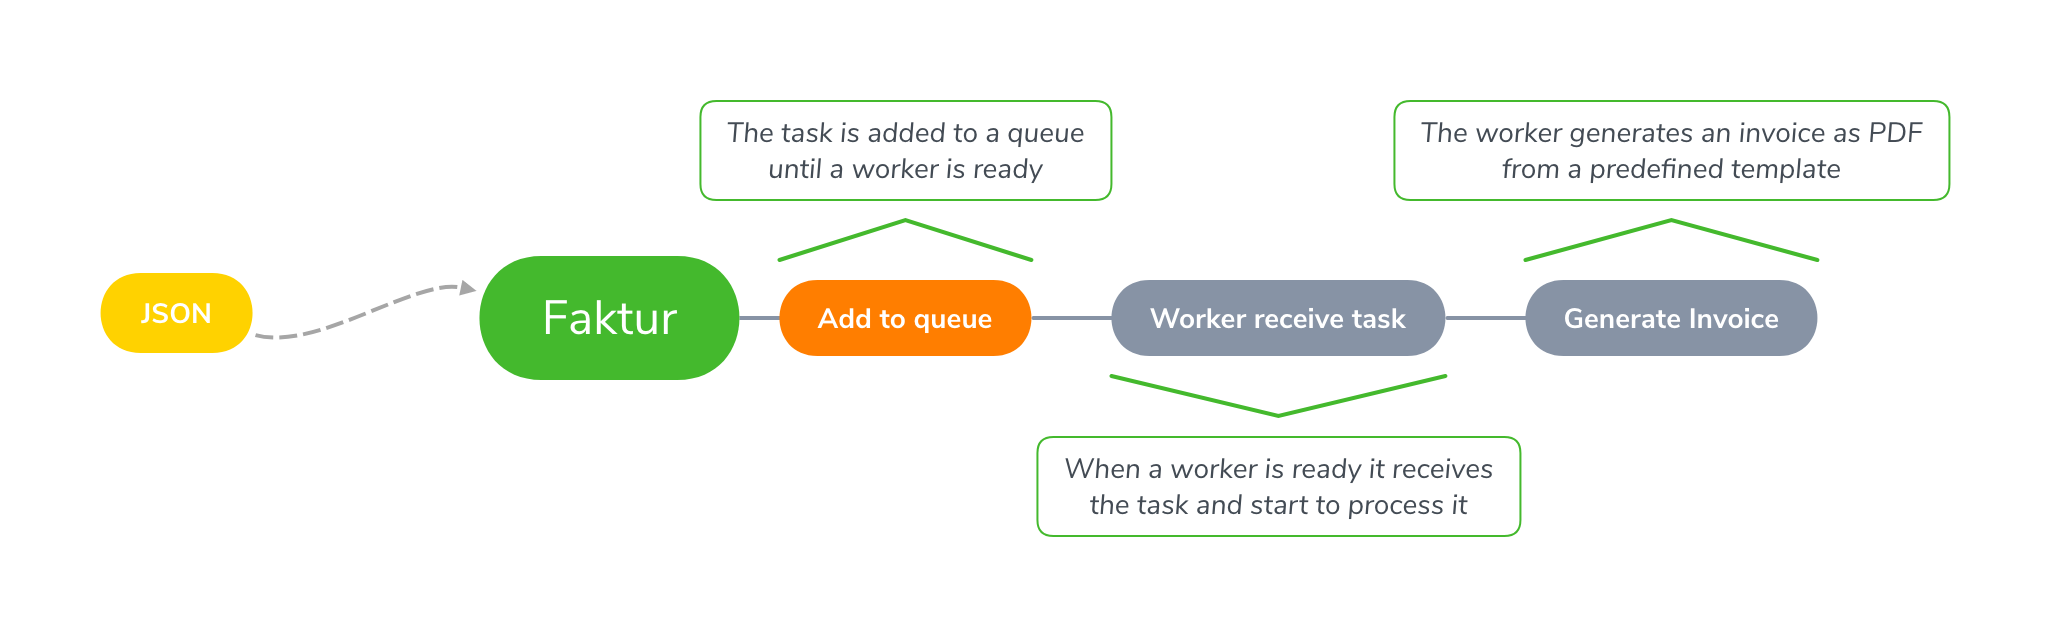 The task is added to a queue
until a worker is ready
The worker generates an invoice as PDF
from a predefined template
JSON
Faktur
Add to queue
Worker receive task
Generate Invoice
When a worker is ready it receives
the task and start to process it